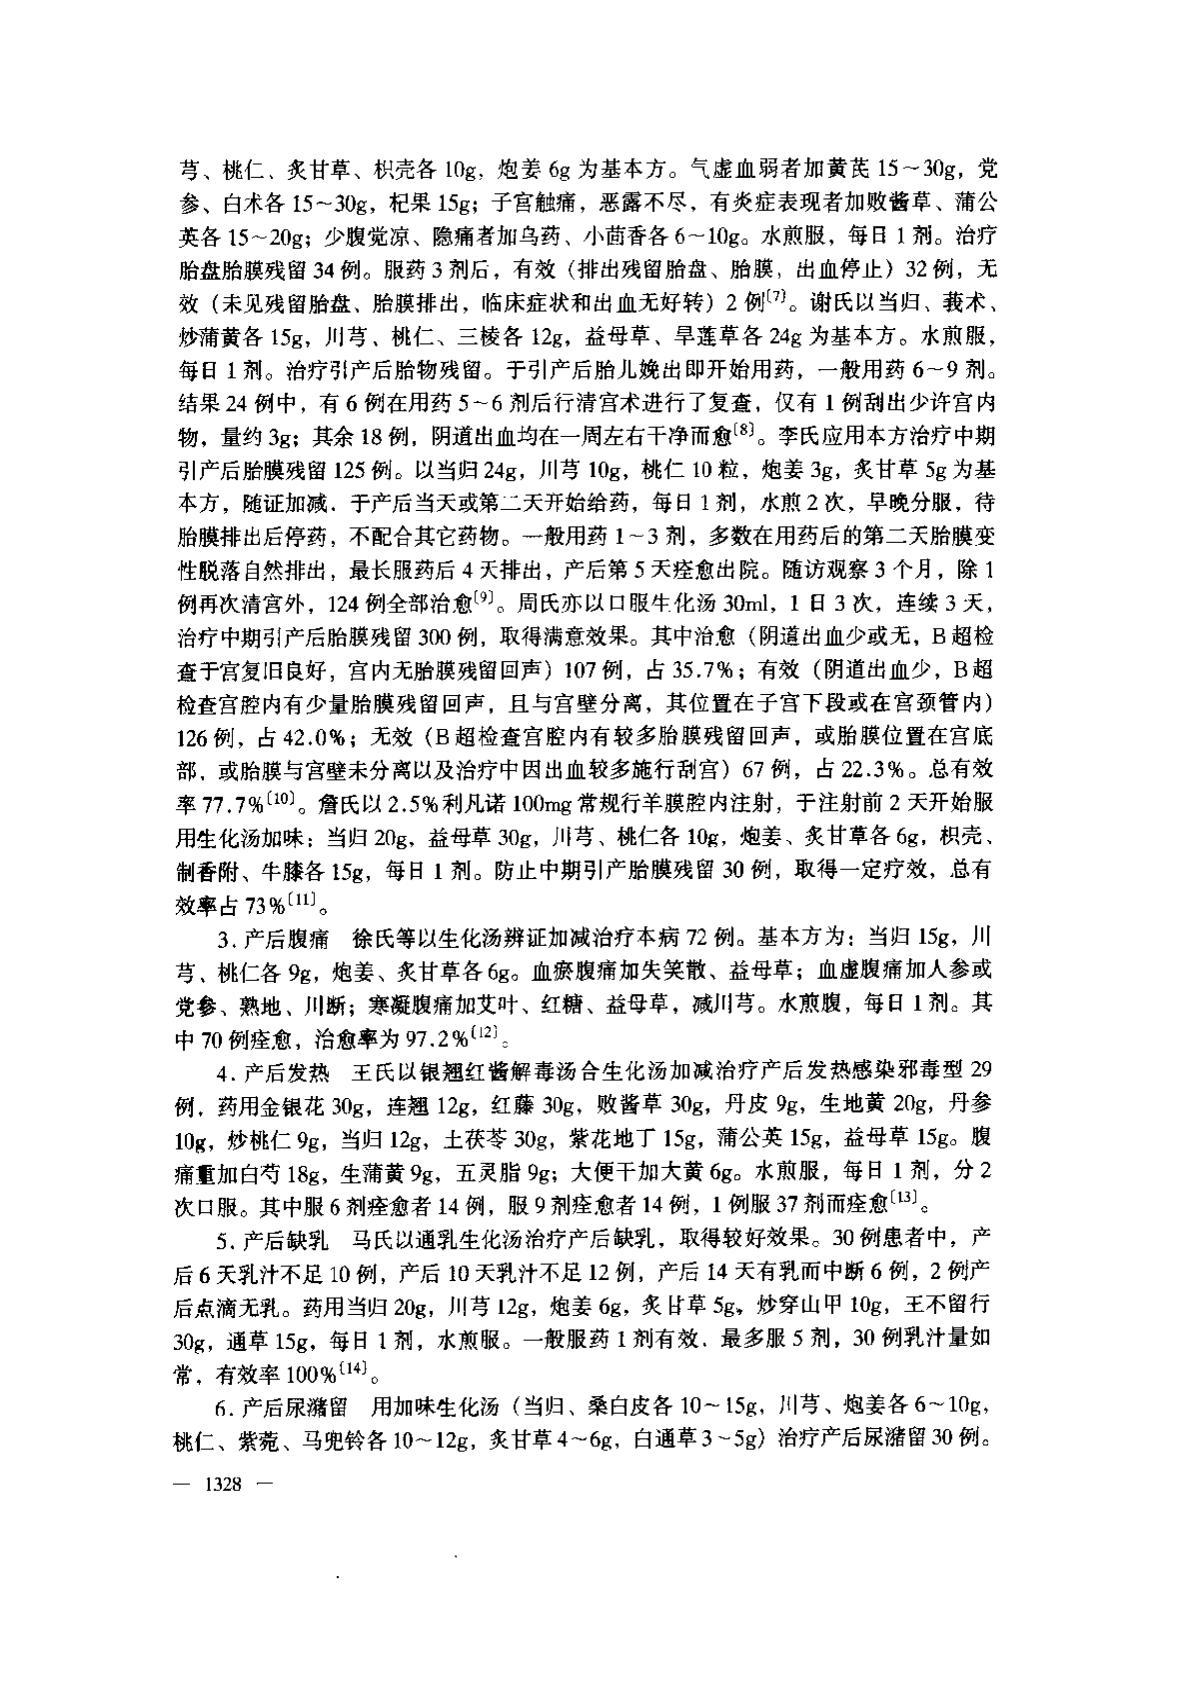 芎、桃仁、炙甘草、枳壳各 10g，炮姜 6g 为基本方。气虚血弱者加黄芪 15～30g，党
参、白术各 15～30g，杞果 15g；子宫触痛，恶露不尽，有炎症表现者加败酱草、蒲公
英各 15～20g；少腹觉凉、隐痛者加乌药、小茴香各 6～10g。水煎服，每日 1 剂。治疗
胎盘胎膜残留 34 例。服药 3 剂后，有效（排出残留胎盘、胎膜，出血停止）32 例，无
效（未见残留胎盘、胎膜排出，临床症状和出血无好转）2 例〔7〕。谢氏以当归、莪术、
炒蒲黄各 15g，川芎、桃仁、三棱各 12g，益母草、旱莲草各 24g 为基本方。水煎服，
每日 1 剂。治疗引产后胎物残留。于引产后胎儿娩出即开始用药，一般用药 6～9 剂。
结果 24 例中，有 6 例在用药 5～6 剂后行清宫术进行了复查，仅有 1 例刮出少许宫内
物，量约 3g；其余 18 例，阴道出血均在一周左右干净而愈〔8〕。李氏应用本方治疗中期
引产后胎膜残留 125 例。以当归 24g，川芎 10g，桃仁 10 粒，炮姜 3g，炙甘草 5g 为基
本方，随证加减．于产后当天或第二天开始给药，每日 1 剂，水煎 2 次，早晚分服，待
胎膜排出后停药，不配合其它药物。一般用药 1～3 剂，多数在用药后的第二天胎膜变
性脱落自然排出，最长服药后 4 天排出，产后第 5 天痊愈出院。随访观察 3 个月，除 1
例再次清宫外，124 例全部治愈〔9〕。周氏亦以口服生化汤 30ml，1 日 3 次，连续 3 天，
治疗中期引产后胎膜残留 300 例，取得满意效果。其中治愈（阴道出血少或无，B 超检
查子宫复旧良好，宫内无胎膜残留回声）107 例，占 35.7%；有效（阴道出血少，B 超
检查宫腔内有少量胎膜残留回声，且与宫壁分离，其位置在子宫下段或在宫颈管内）
126 例，占 42.0%；无效（B 超检查宫腔内有较多胎膜残留回声，或胎膜位置在宫底
部，或胎膜与宫壁未分离以及治疗中因出血较多施行刮宫）67 例，占 22.3%。总有效
率 77.7%〔10〕。詹氏以 2.5%利凡诺 100mg 常规行羊膜腔内注射，于注射前 2 天开始服
用生化汤加味：当归 20g，益母草 30g，川芎、桃仁各 10g，炮姜、炙甘草各 6g，枳壳、
制香附、牛膝各 15g，每日 1 剂。防止中期引产胎膜残留 30 例，取得一定疗效，总有
效率占 73%〔11〕。
3. 产后腹痛　徐氏等以生化汤辨证加减治疗本病 72 例。基本方为：当归 15g，川
芎、桃仁各 9g，炮姜、炙甘草各 6g。血瘀腹痛加失笑散、益母草；血虚腹痛加人参或
党参、熟地、川断；寒凝腹痛加艾叶、红糖、益母草，减川芎。水煎腹，每日 1 剂。其
中 70 例痊愈，治愈率为 97.2%〔12〕。
4. 产后发热　王氏以银翘红酱解毒汤合生化汤加减治疗产后发热感染邪毒型 29
例，药用金银花 30g，连翘 12g，红藤 30g，败酱草 30g，丹皮 9g，生地黄 20g，丹参
10g，炒桃仁 9g，当归 12g，土茯苓 30g，紫花地丁 15g，蒲公英 15g，益母草 15g。腹
痛重加白芍 18g，生蒲黄 9g，五灵脂 9g；大便干加大黄 6g。水煎服，每日 1 剂，分 2
次口服。其中服 6 剂痊愈者 14 例，服 9 剂痊愈者 14 例，1 例服 37 剂而痊愈〔13〕。
5. 产后缺乳　马氏以通乳生化汤治疗产后缺乳，取得较好效果。30 例患者中，产
后 6 天乳汁不足 10 例，产后 10 天乳汁不足 12 例，产后 14 天有乳而中断 6 例，2 例产
后点滴无乳。药用当归 20g，川芎 12g，炮姜 6g，炙甘草 5g，炒穿山甲 10g，王不留行
30g，通草 15g，每日 1 剂，水煎服。一般服药 1 剂有效．最多服 5 剂，30 例乳汁量如
常，有效率 100%〔14〕。
6. 产后尿潴留　用加味生化汤（当归、桑白皮各 10～15g，川芎、炮姜各 6～10g，
桃仁、紫菀、马兜铃各 10～12g，炙甘草 4～6g，白通草 3～5g）治疗产后尿潴留 30 例。
— 1328 —